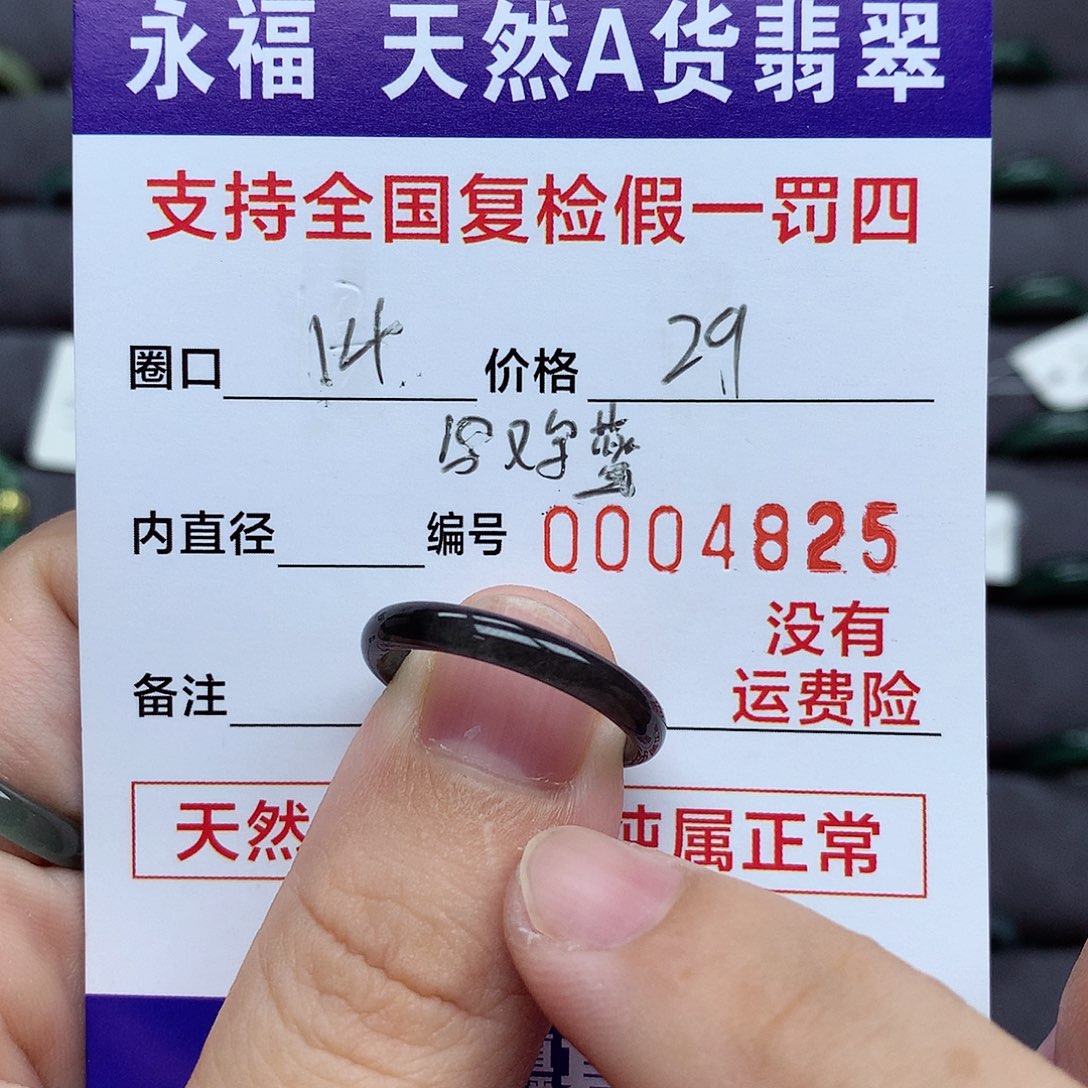 永福 天然A货翡翠
支持全国复检假一罚四
圈口 14 价格 29
内直径 编号 0004825
没有
备注 运费险
天然 纯属正常